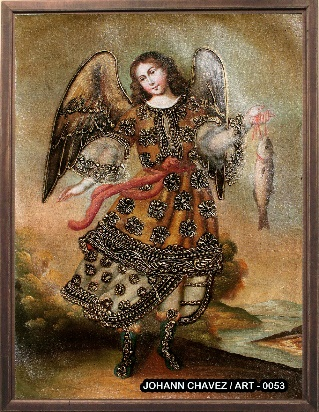 JOHANN CHAVEZ / ART - 0053